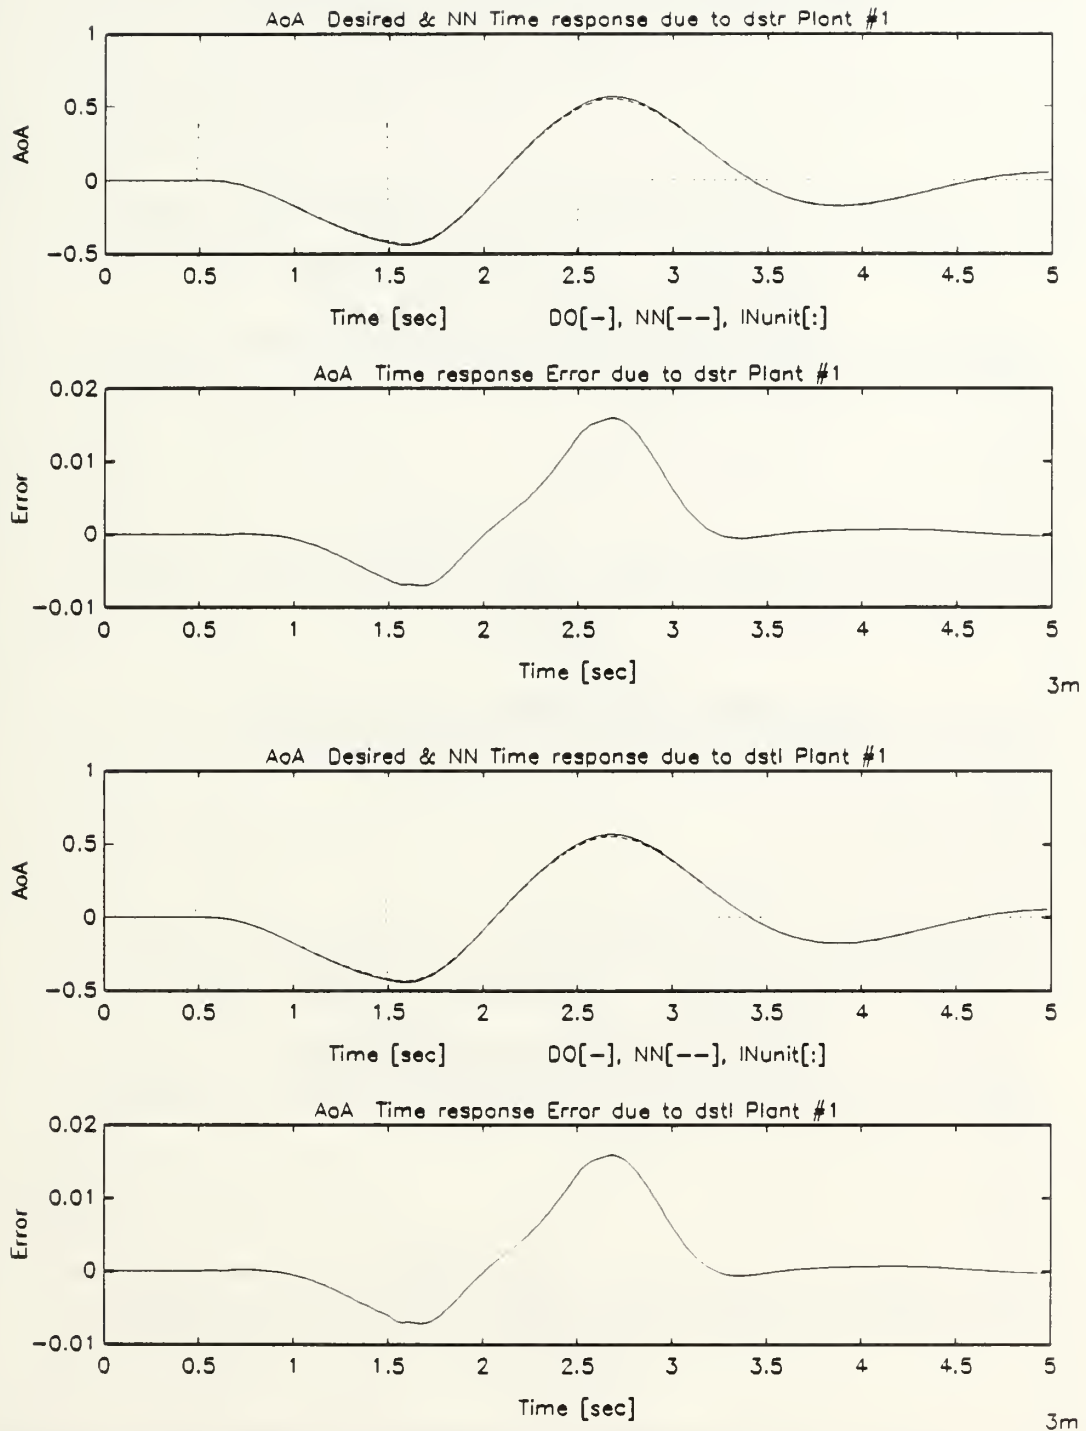 AoA Desired & NN Time response due to dstr Plant #1
1
0.5
0
-0.5
AoA
0 0.5 1 1.5 2 2.5 3 3.5 4 4.5 5
Time [sec] DO[-], NN[--], INunit[:]
AoA Time response Error due to dstr Plant #1
0.02
0.01
0
-0.01
Error
0 0.5 1 1.5 2 2.5 3 3.5 4 4.5 5
Time [sec]
3m
AoA Desired & NN Time response due to dstl Plant #1
1
0.5
0
-0.5
AoA
0 0.5 1 1.5 2 2.5 3 3.5 4 4.5 5
Time [sec] DO[-], NN[--], INunit[:]
AoA Time response Error due to dstl Plant #1
0.02
0.01
0
-0.01
Error
0 0.5 1 1.5 2 2.5 3 3.5 4 4.5 5
Time [sec]
3m